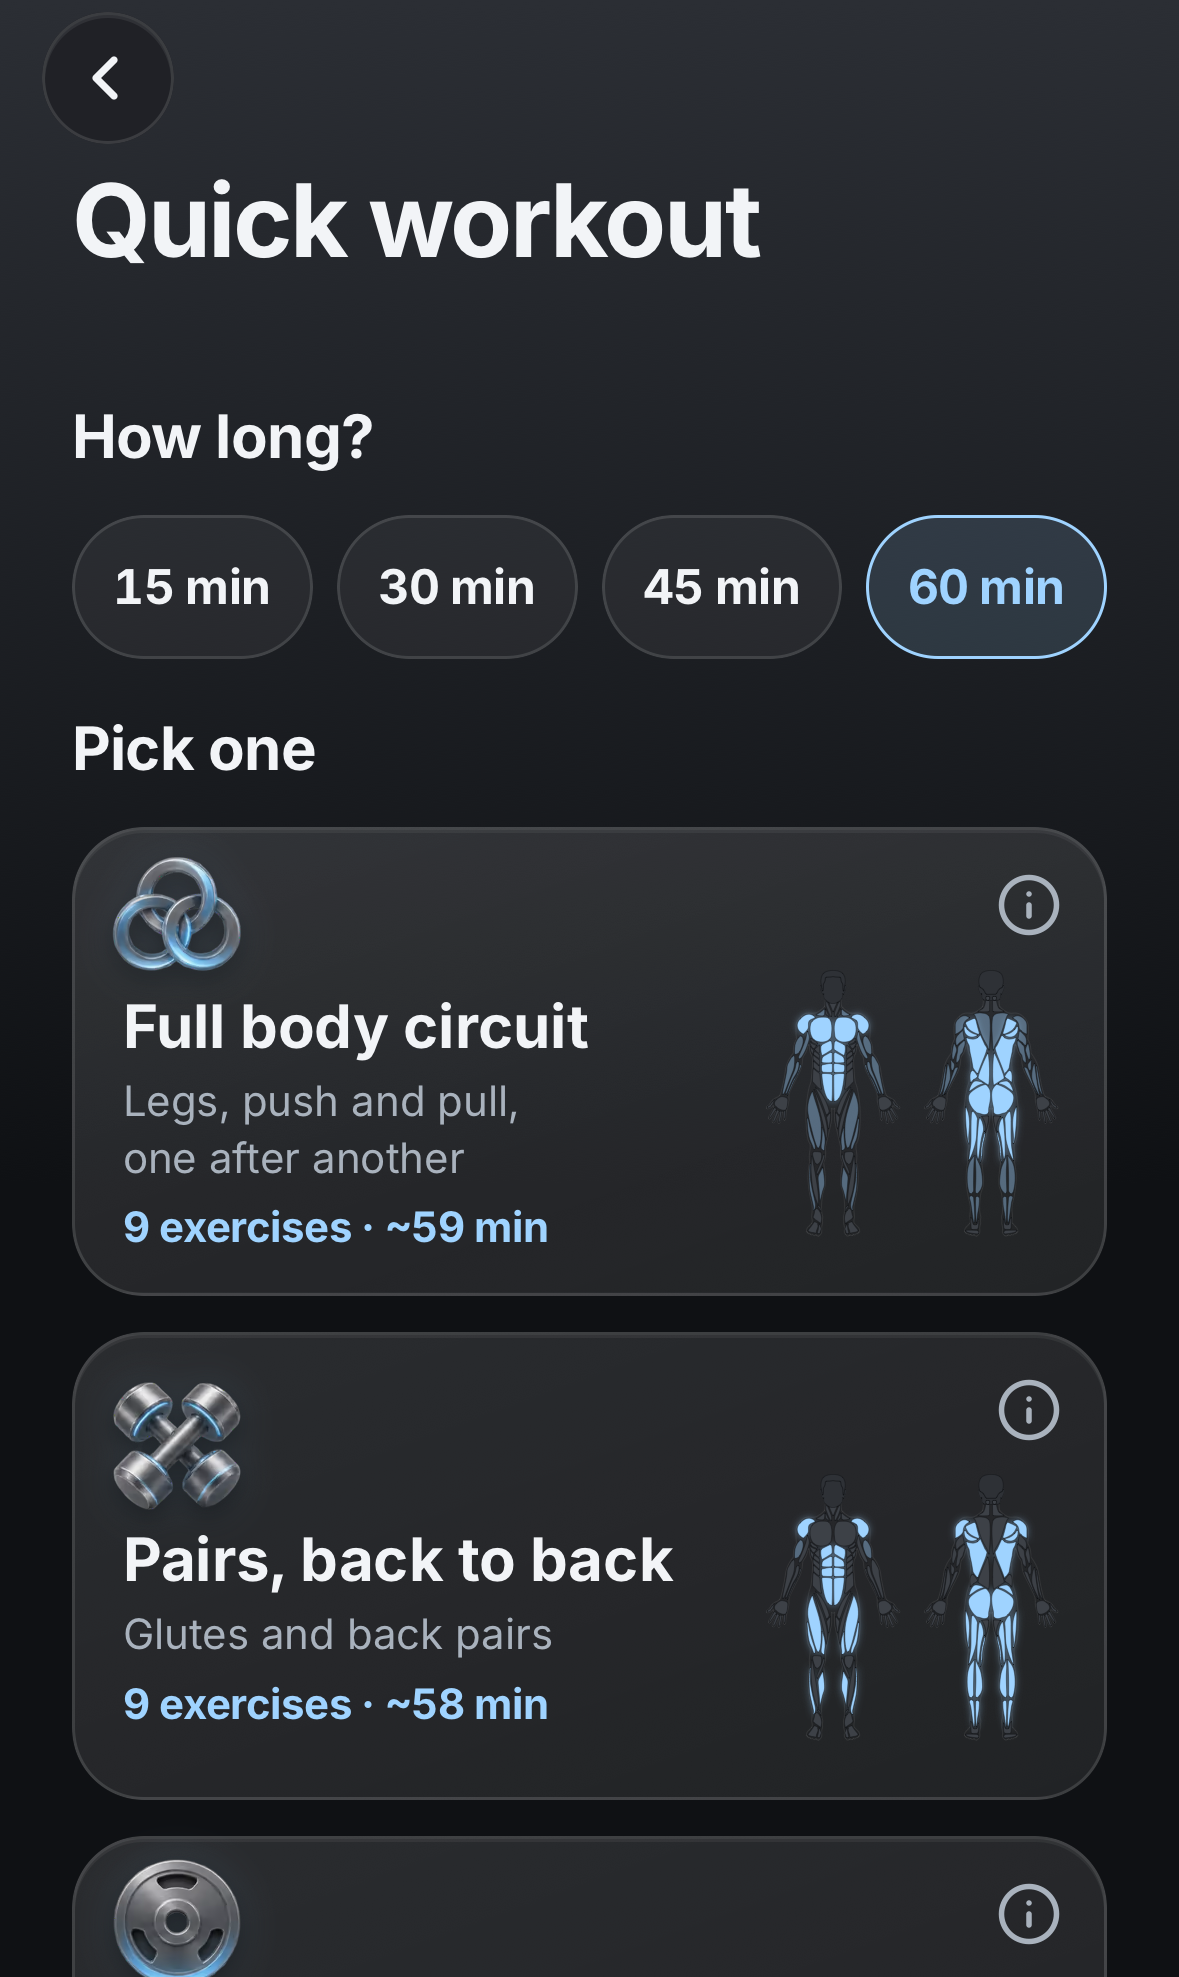 Quick workout
How long?
15 min
30 min
45 min
60 min
Pick one
Full body circuit
Legs, push and pull,
one after another
9 exercises · ~59 min
Pairs, back to back
Glutes and back pairs
9 exercises · ~58 min